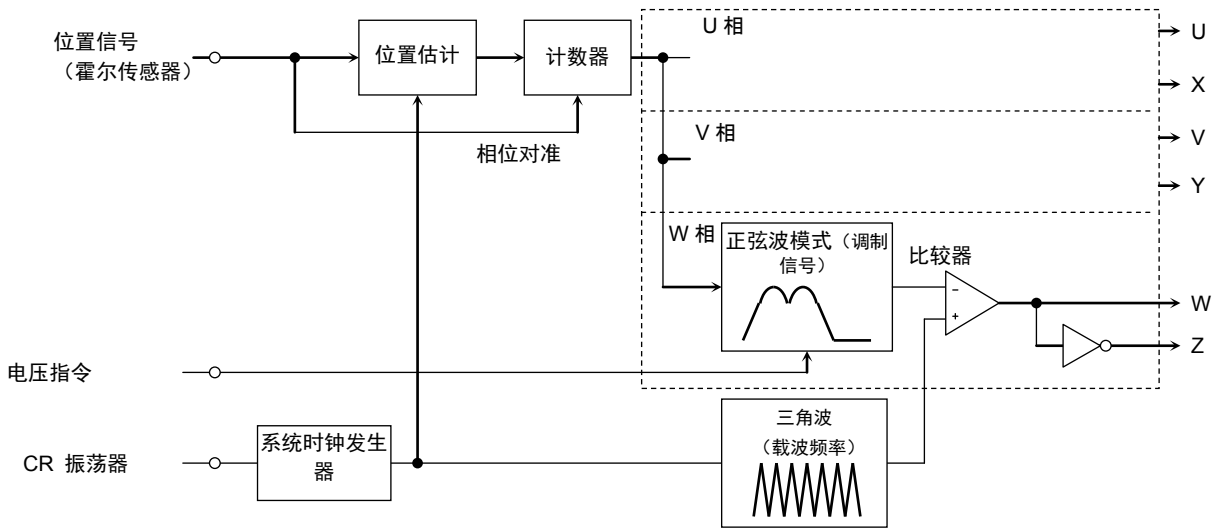 位置信号
（霍尔传感器）
位置估计
计数器
相位对准
U 相
V 相
W 相
正弦波模式（调制
信号）
比较器
-
+
U
X
V
Y
W
Z
电压指令
CR 振荡器
系统时钟发生
器
三角波
（载波频率）